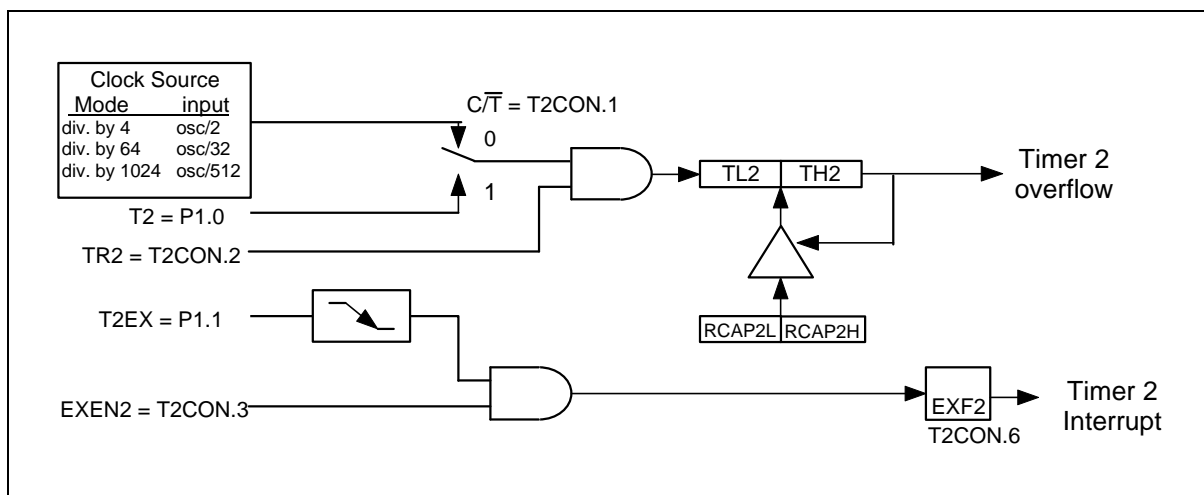 Clock Source
Mode input
div. by 4 osc/2
div. by 64 osc/32
div. by 1024 osc/512
C/T̅ = T2CON.1
0
1
T2 = P1.0
TR2 = T2CON.2
TL2 TH2
Timer 2
overflow
T2EX = P1.1
RCAP2L RCAP2H
EXEN2 = T2CON.3
EXF2
T2CON.6
Timer 2
Interrupt